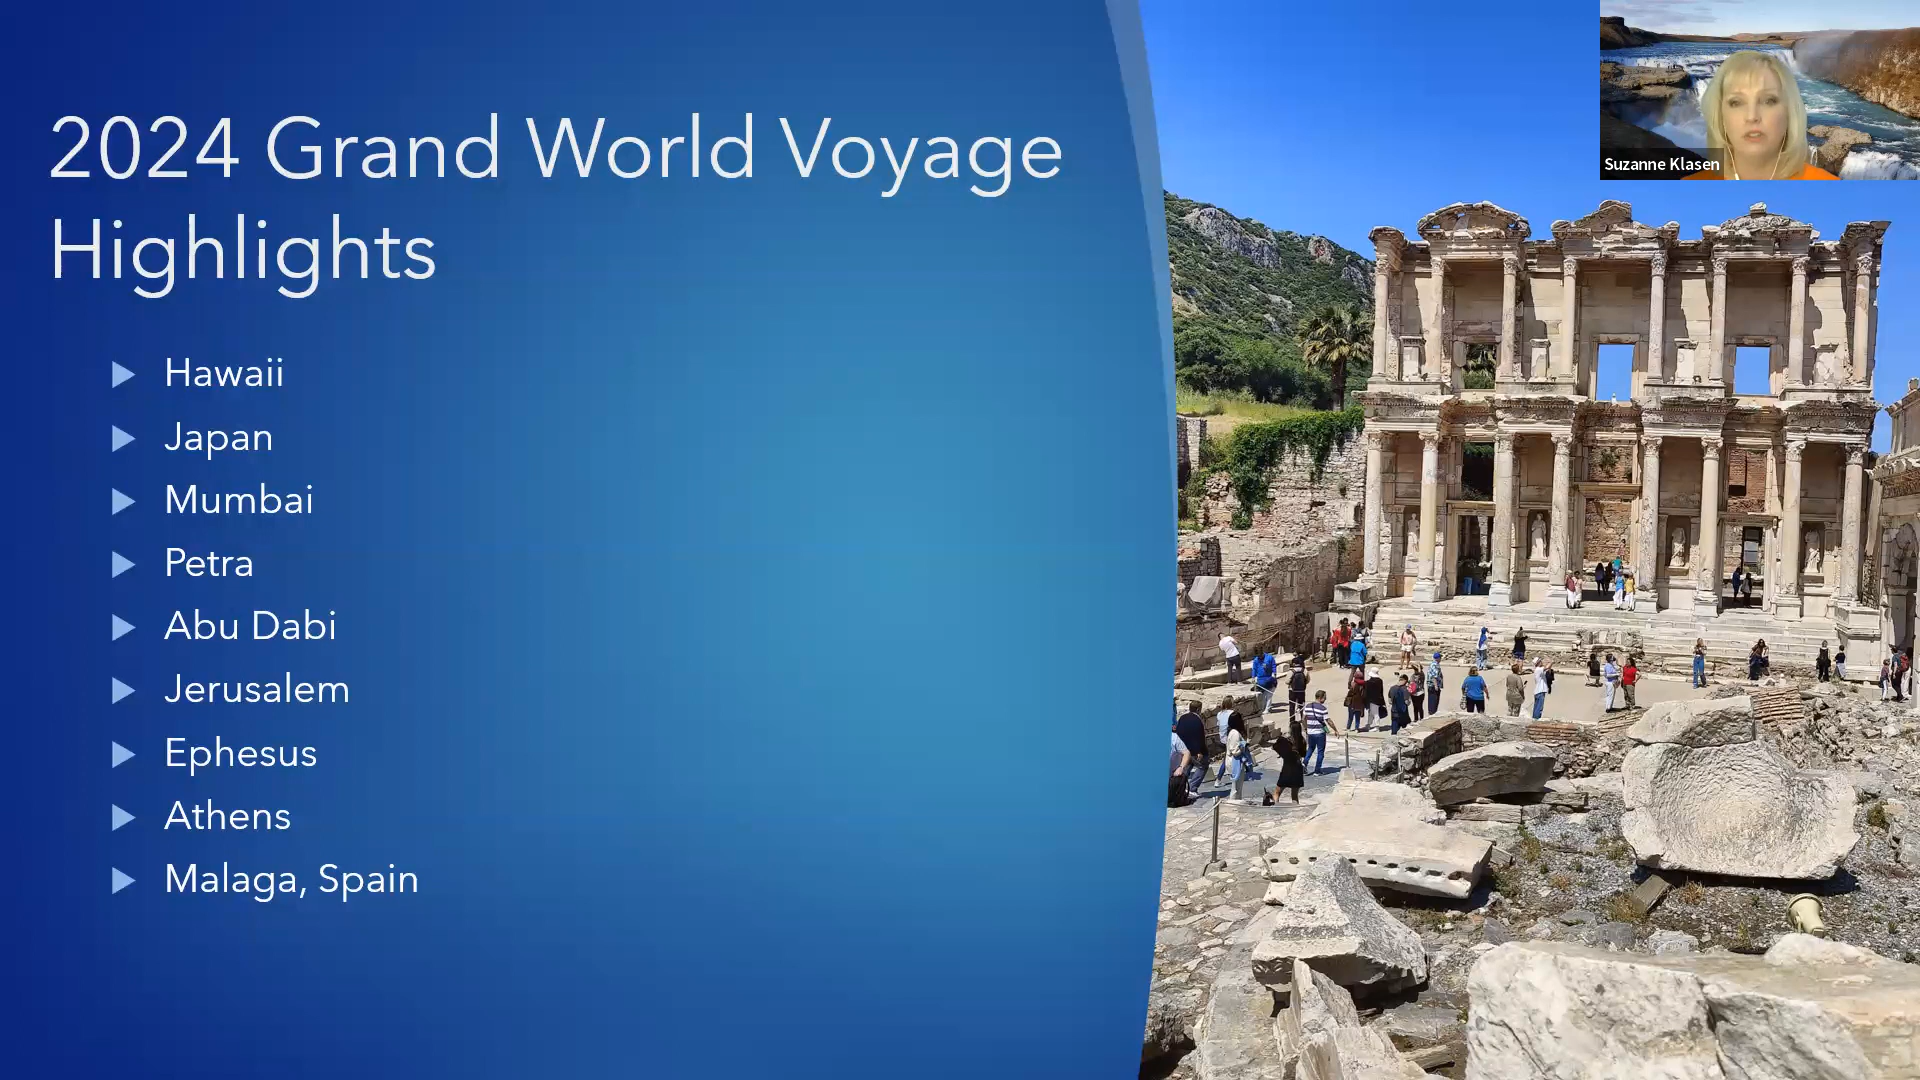 2024 Grand World Voyage
Highlights
Hawaii
Japan
Mumbai
Petra
Abu Dabi
Jerusalem
Ephesus
Athens
Malaga, Spain
Suzanne Klasen